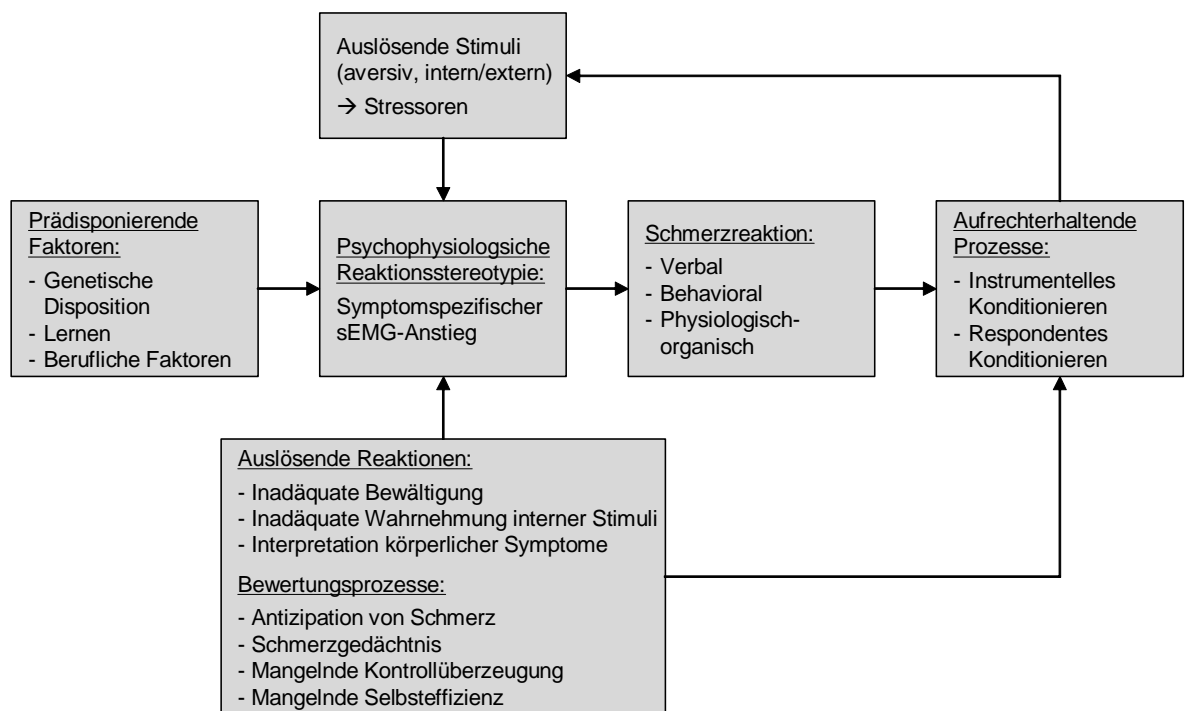 Auslösende Stimuli
(aversiv, intern/extern)
→ Stressoren
Prädisponierende
Faktoren:
- Genetische
Disposition
- Lernen
- Berufliche Faktoren
Psychophysiologsiche
Reaktionsstereotypie:
Symptomspezifischer
sEMG-Anstieg
Schmerzreaktion:
- Verbal
- Behavioral
- Physiologisch-
organisch
Aufrechterhaltende
Prozesse:
- Instrumentelles
Konditionieren
- Respondentes
Konditionieren
Auslösende Reaktionen:
- Inadäquate Bewältigung
- Inadäquate Wahrnehmung interner Stimuli
- Interpretation körperlicher Symptome
Bewertungsprozesse:
- Antizipation von Schmerz
- Schmerzgedächtnis
- Mangelnde Kontrollüberzeugung
- Mangelnde Selbsteffizienz